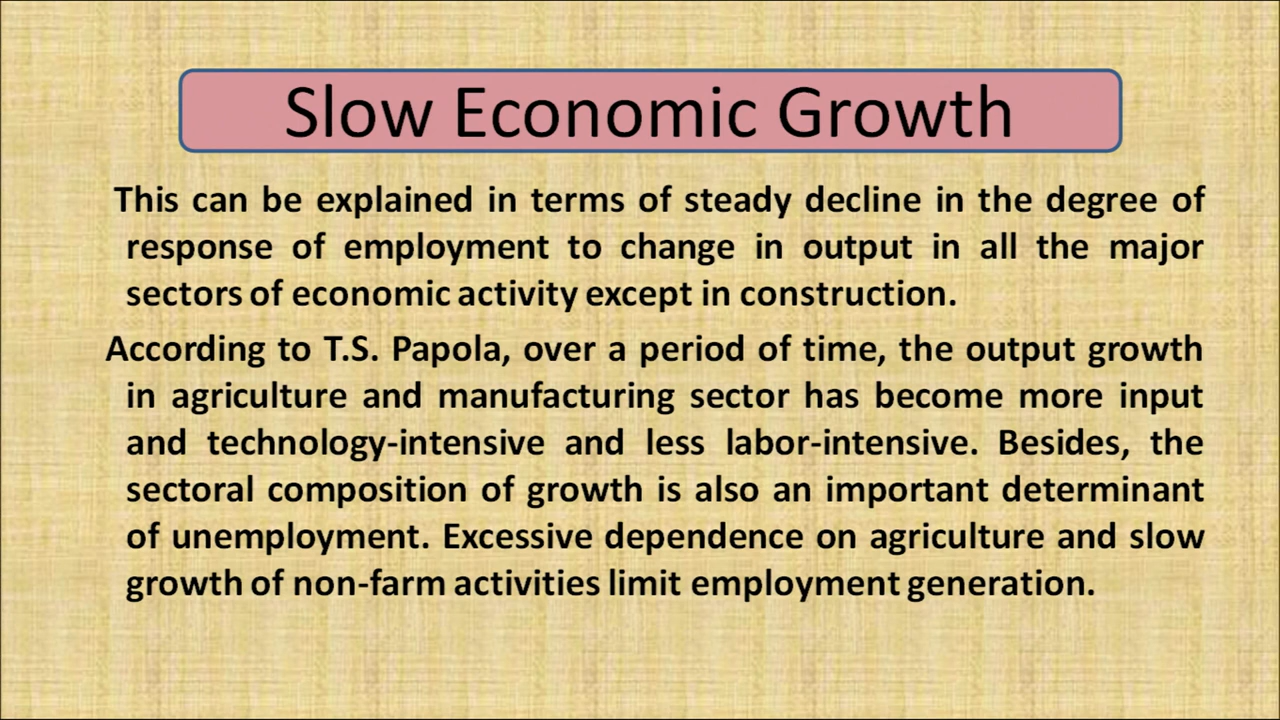 Slow Economic Growth
This can be explained in terms of steady decline in the degree of
response of employment to change in output in all the major
sectors of economic activity except in construction.
According to T.S. Papola, over a period of time, the output growth
in agriculture and manufacturing sector has become more input
and technology-intensive and less labor-intensive. Besides, the
sectoral composition of growth is also an important determinant
of unemployment. Excessive dependence on agriculture and slow
growth of non-farm activities limit employment generation.